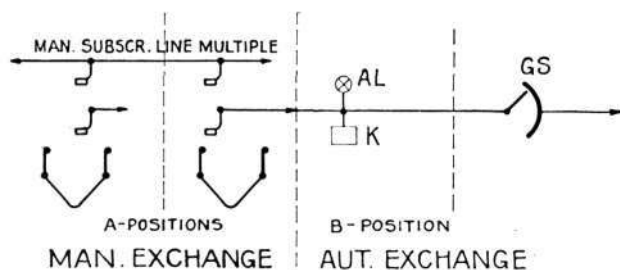 MAN. SUBSCR. LINE MULTIPLE
AL
GS
K
A-POSITIONS
B-POSITION
MAN. EXCHANGE
AUT. EXCHANGE